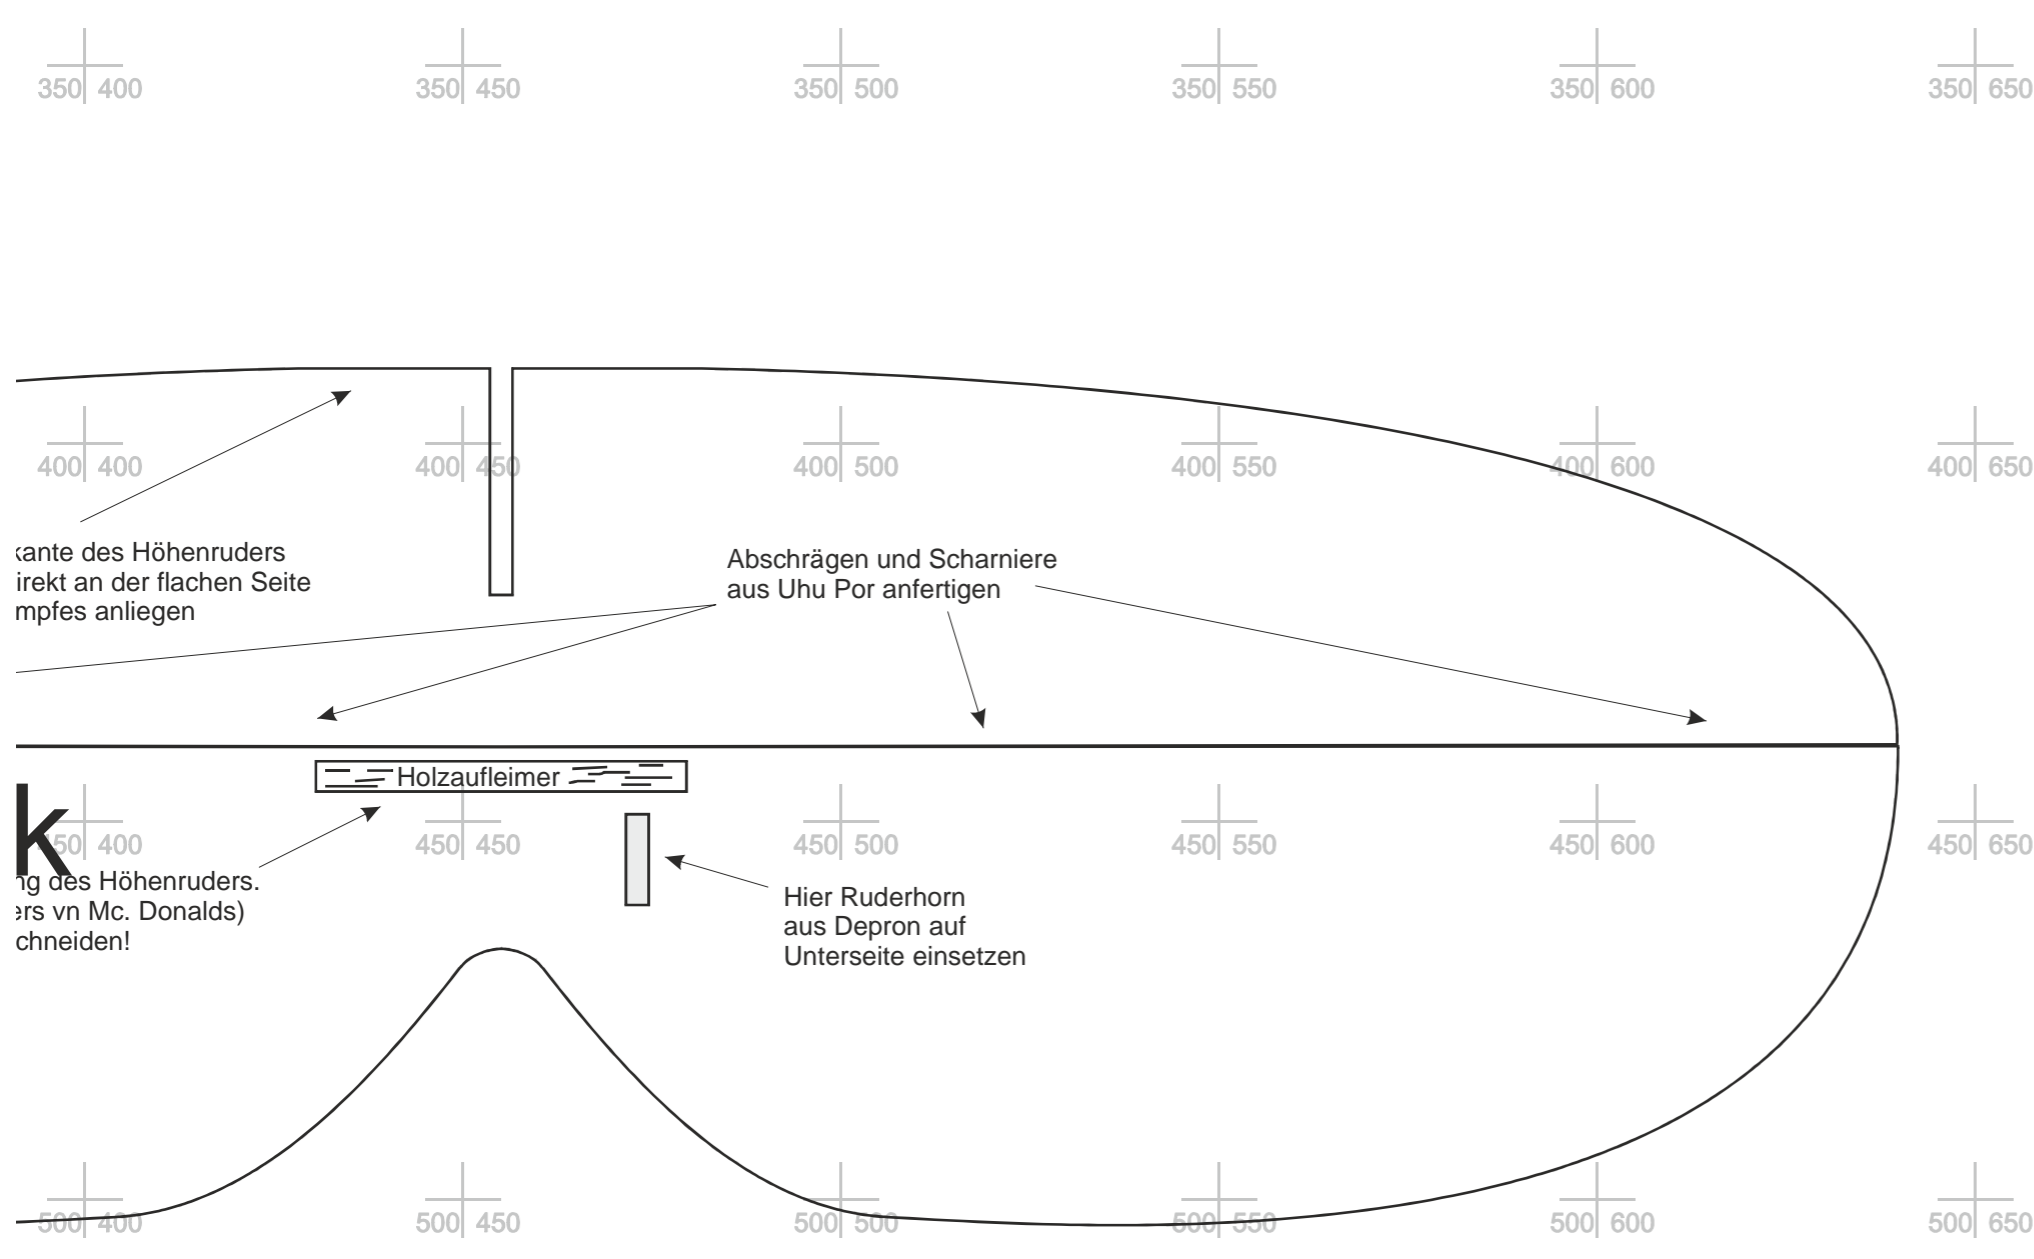 350 400 350 450 350 500 350 550 350 600 350 650
400 400 400 450 400 500 400 550 400 600 400 650
kante des Höhenruders
irekt an der flachen Seite
mpfes anliegen
Abschrägen und Scharniere
aus Uhu Por anfertigen
Holzaufleimer
k
450 400 450 450 450 500 450 550 450 600 450 650
ng des Höhenruders.
ers vn Mc. Donalds)
chneiden!
Hier Ruderhorn
aus Depron auf
Unterseite einsetzen
500 400 500 450 500 500 500 550 500 600 500 650